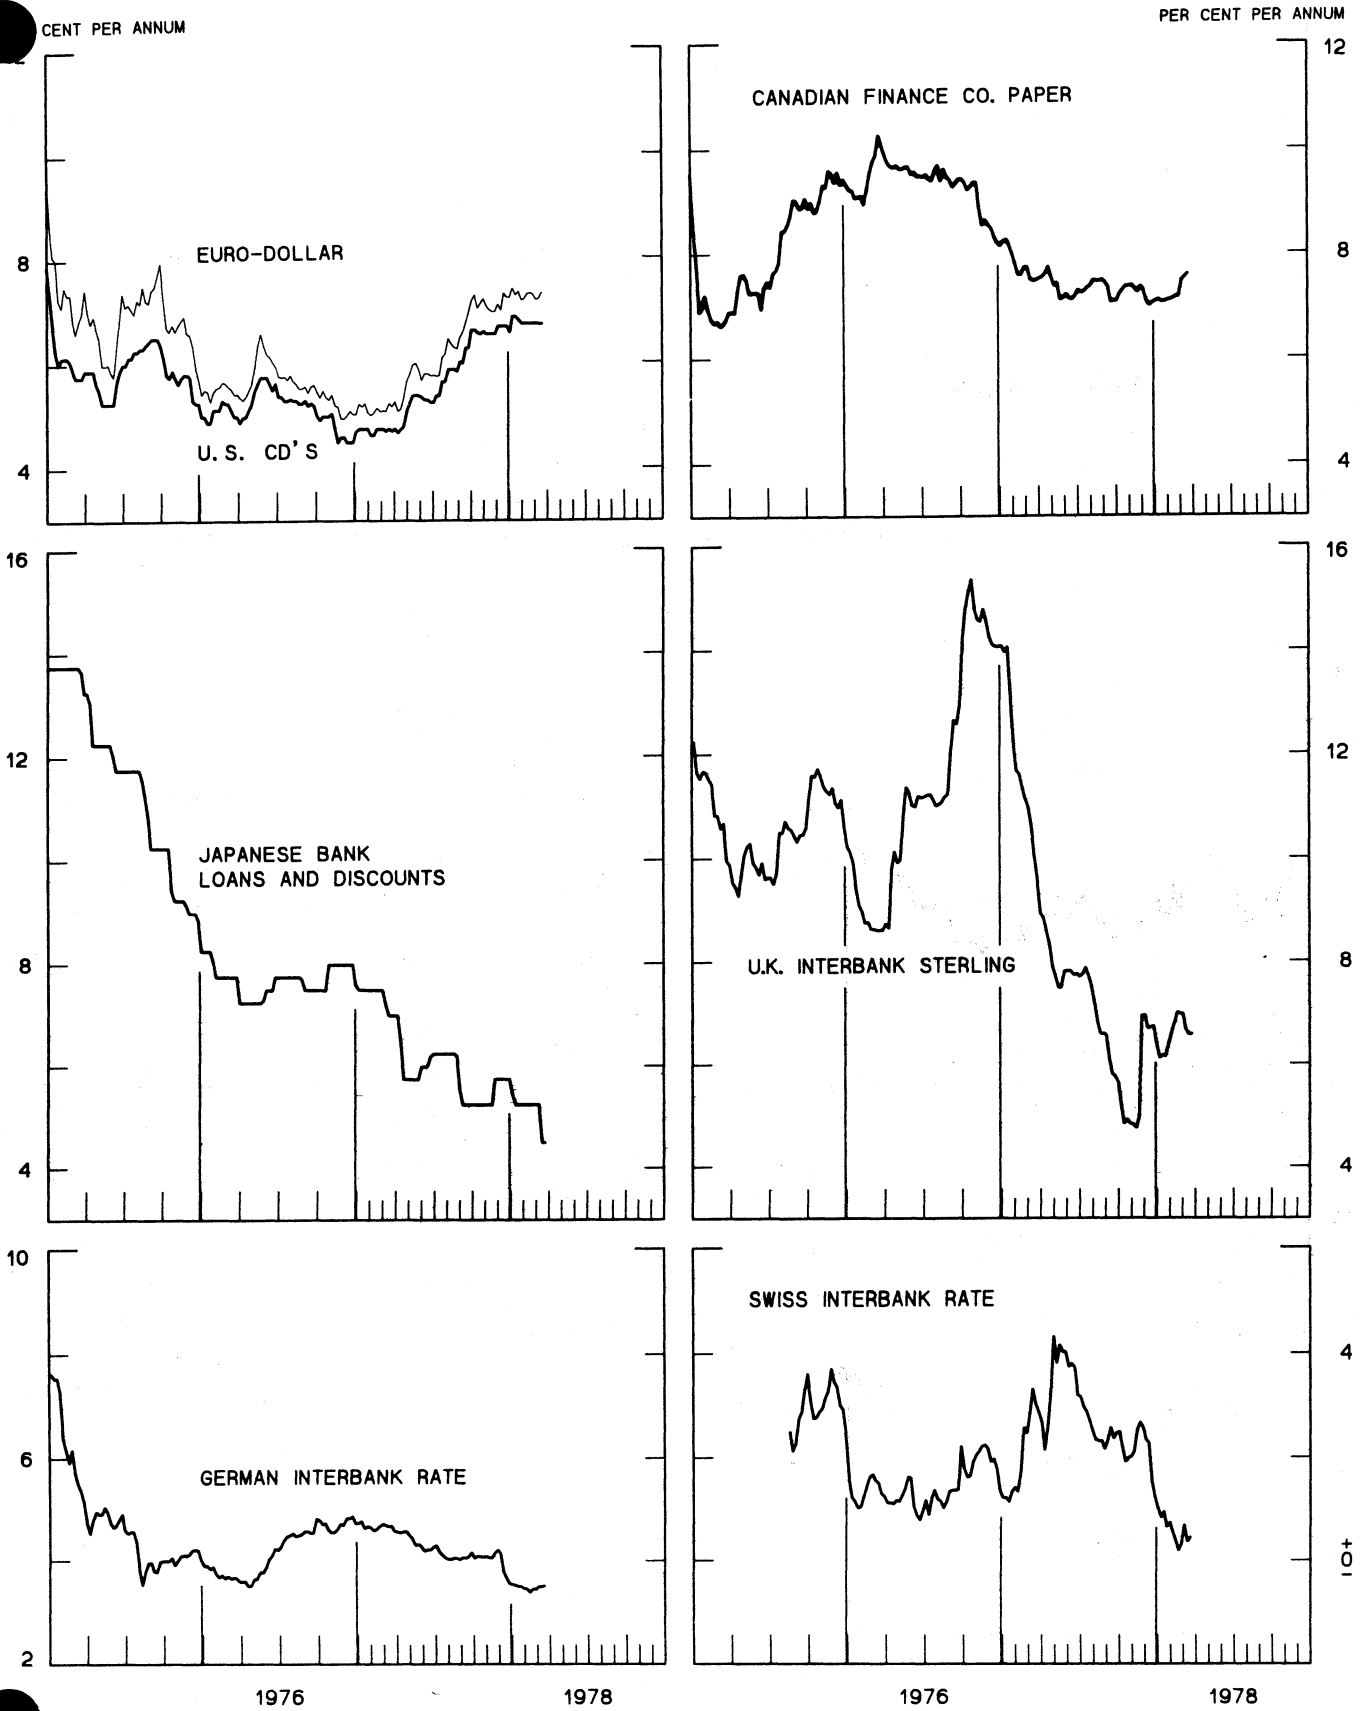 CENT PER ANNUM
PER CENT PER ANNUM
12
CANADIAN FINANCE CO. PAPER
EURO-DOLLAR
8
8
U.S. CD'S
4
4
16
16
12
12
JAPANESE BANK
LOANS AND DISCOUNTS
8
U.K. INTERBANK STERLING
8
4
4
10
SWISS INTERBANK RATE
4
6
GERMAN INTERBANK RATE
+
0
−
2
1976
1978
1976
1978